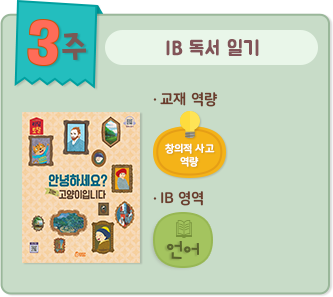 3주
IB 독서 일기
· 교재 역량
창의적 사고
역량
안녕하세요?
고양이입니다
· IB 영역
언어